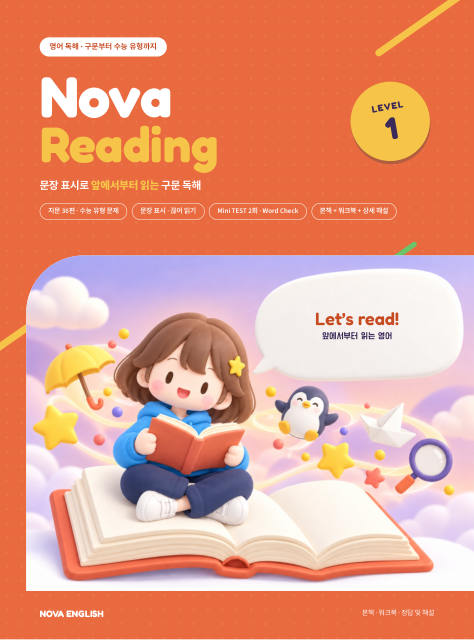 영어 독해 · 구문부터 수능 유형까지
Nova
Reading
LEVEL
1
문장 표시로 앞에서부터 읽는 구문 독해
지문 36편 · 수능 유형 문제
문장 표시 · 끊어 읽기
Mini TEST 2회 · Word Check
본책 + 워크북 + 상세 해설
Let's read!
앞에서부터 읽는 영어
NOVA ENGLISH
본책 · 워크북 · 정답 및 해설